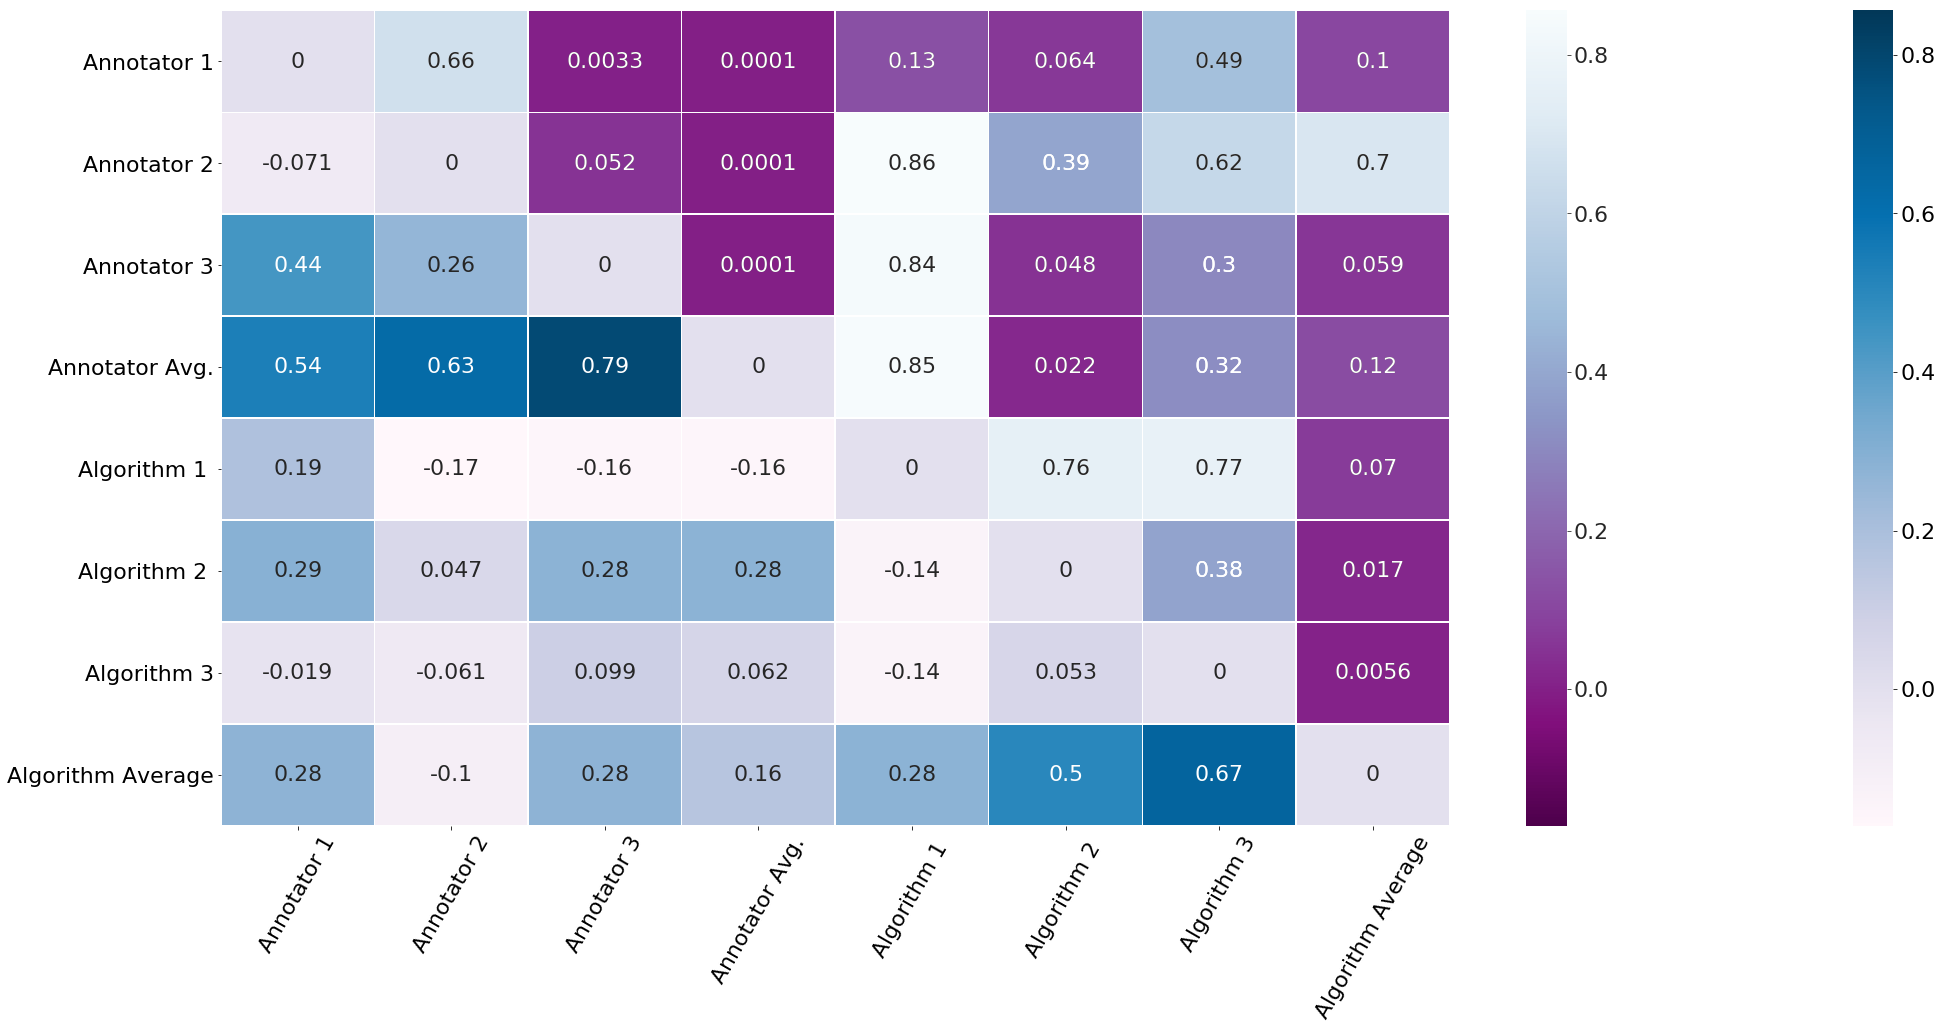 Annotator 1 0 0.66 0.0033 0.0001 0.13 0.064 0.49 0.1
Annotator 2 -0.071 0 0.052 0.0001 0.86 0.39 0.62 0.7
Annotator 3 0.44 0.26 0 0.0001 0.84 0.048 0.3 0.059
Annotator Avg. 0.54 0.63 0.79 0 0.85 0.022 0.32 0.12
Algorithm 1 0.19 -0.17 -0.16 -0.16 0 0.76 0.77 0.07
Algorithm 2 0.29 0.047 0.28 0.28 -0.14 0 0.38 0.017
Algorithm 3 -0.019 -0.061 0.099 0.062 -0.14 0.053 0 0.0056
Algorithm Average 0.28 -0.1 0.28 0.16 0.28 0.5 0.67 0
Annotator 1
Annotator 2
Annotator 3
Annotator Avg.
Algorithm 1
Algorithm 2
Algorithm 3
Algorithm Average
0.8
0.6
0.4
0.2
0.0
0.8
0.6
0.4
0.2
0.0